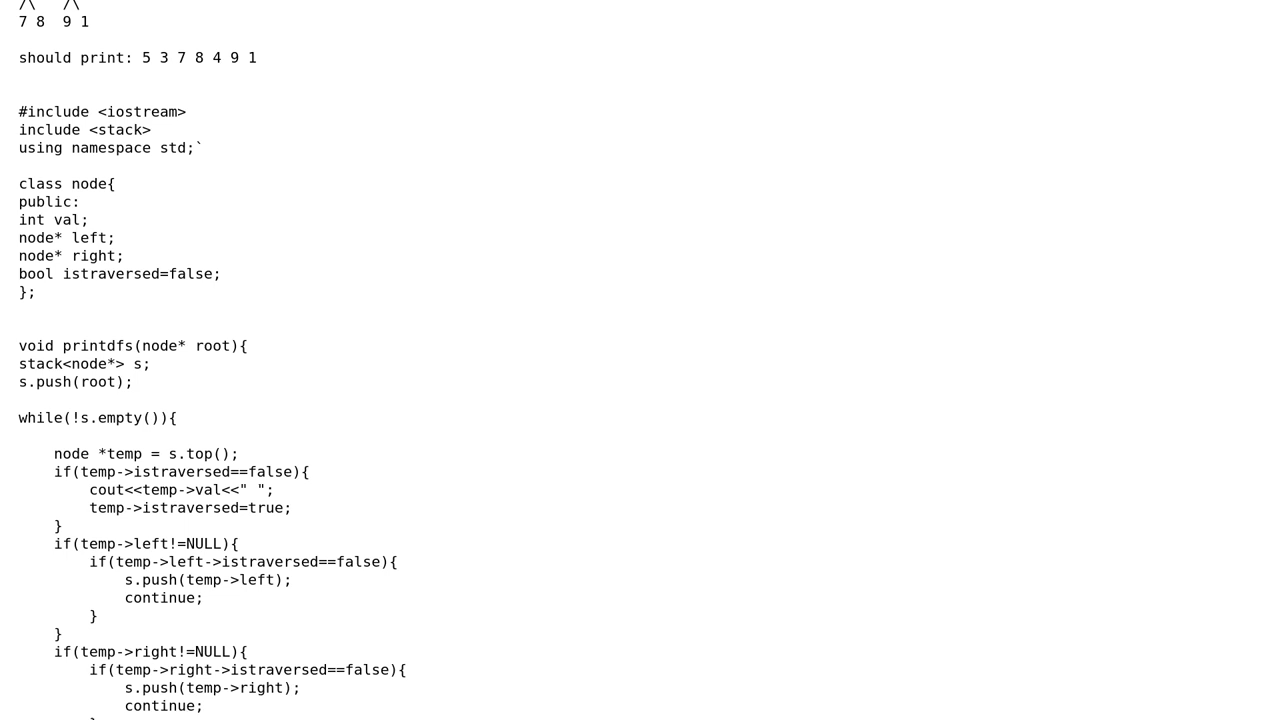 /\   /\
7 8  9 1
should print: 5 3 7 8 4 9 1
#include <iostream>
include <stack>
using namespace std;`
class node{
public:
int val;
node* left;
node* right;
bool istraversed=false;
};
void printdfs(node* root){
stack<node*> s;
s.push(root);
while(!s.empty()){
    node *temp = s.top();
    if(temp->istraversed==false){
        cout<<temp->val<<" ";
        temp->istraversed=true;
    }
    if(temp->left!=NULL){
        if(temp->left->istraversed==false){
            s.push(temp->left);
            continue;
        }
    }
    if(temp->right!=NULL){
        if(temp->right->istraversed==false){
            s.push(temp->right);
            continue;